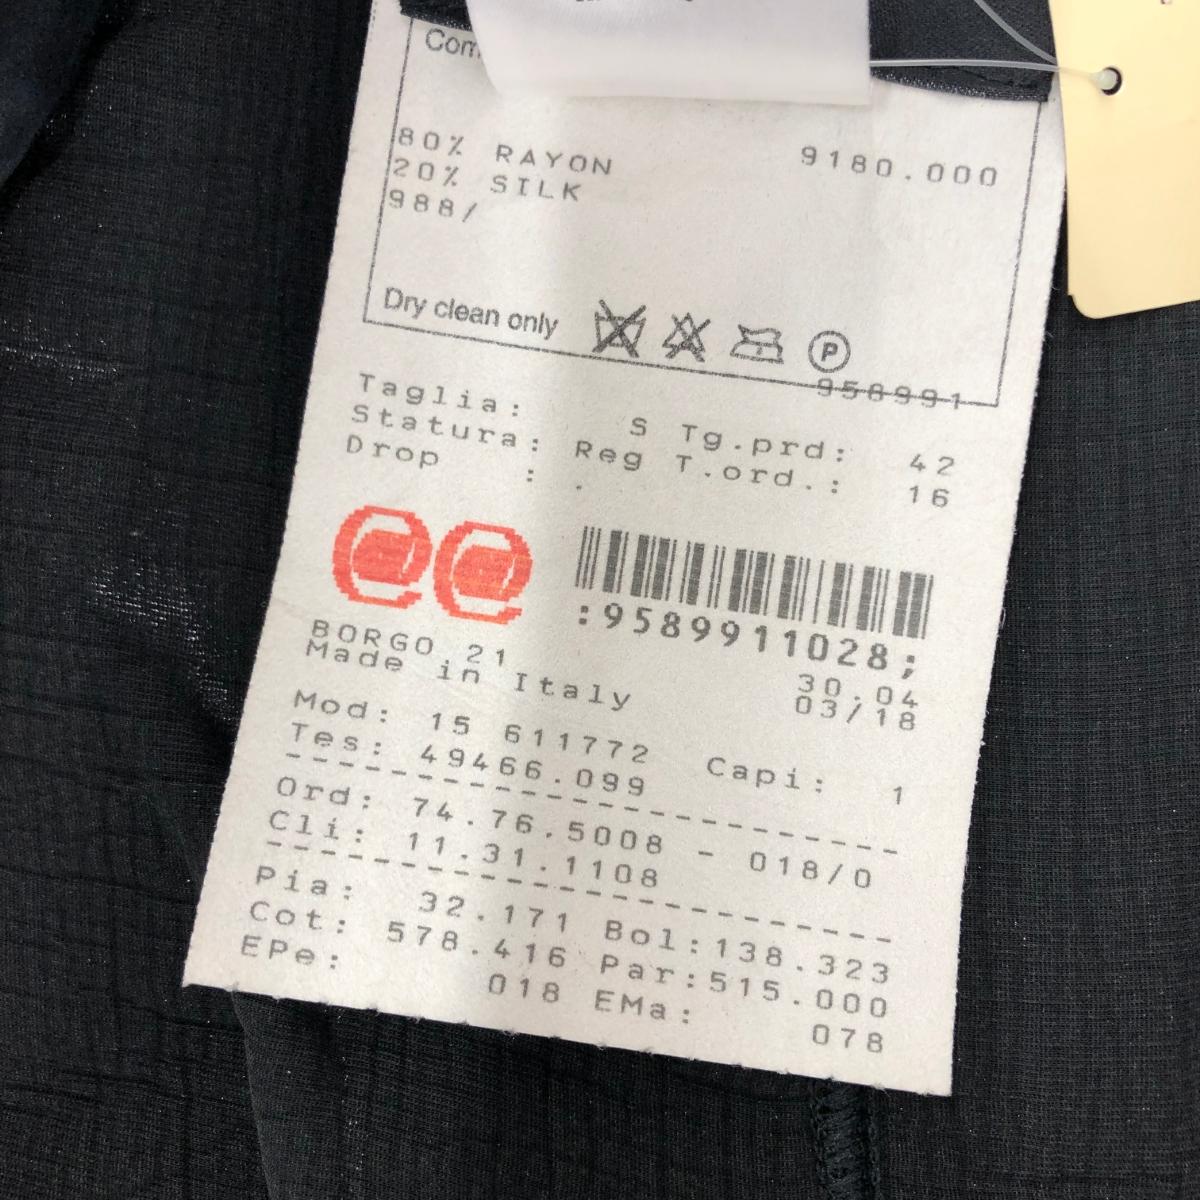 80% RAYON 9180.000
20% SILK
988/
Dry clean only P
958991
Taglia: S Tg.prd: 42
Statura: Reg T.ord.: 16
Drop : .
:9589911028;
BORGO 21 30.04
Made in Italy 03/18
Mod: 15 611772 Capi: 1
Tes: 49466.099
Ord: 74.76.5008 - 018/0
Cli: 11.31.1108
Pia: 32.171 Bol:138.323
Cot: 578.416 Par:515.000
EPe: 018 EMa: 078